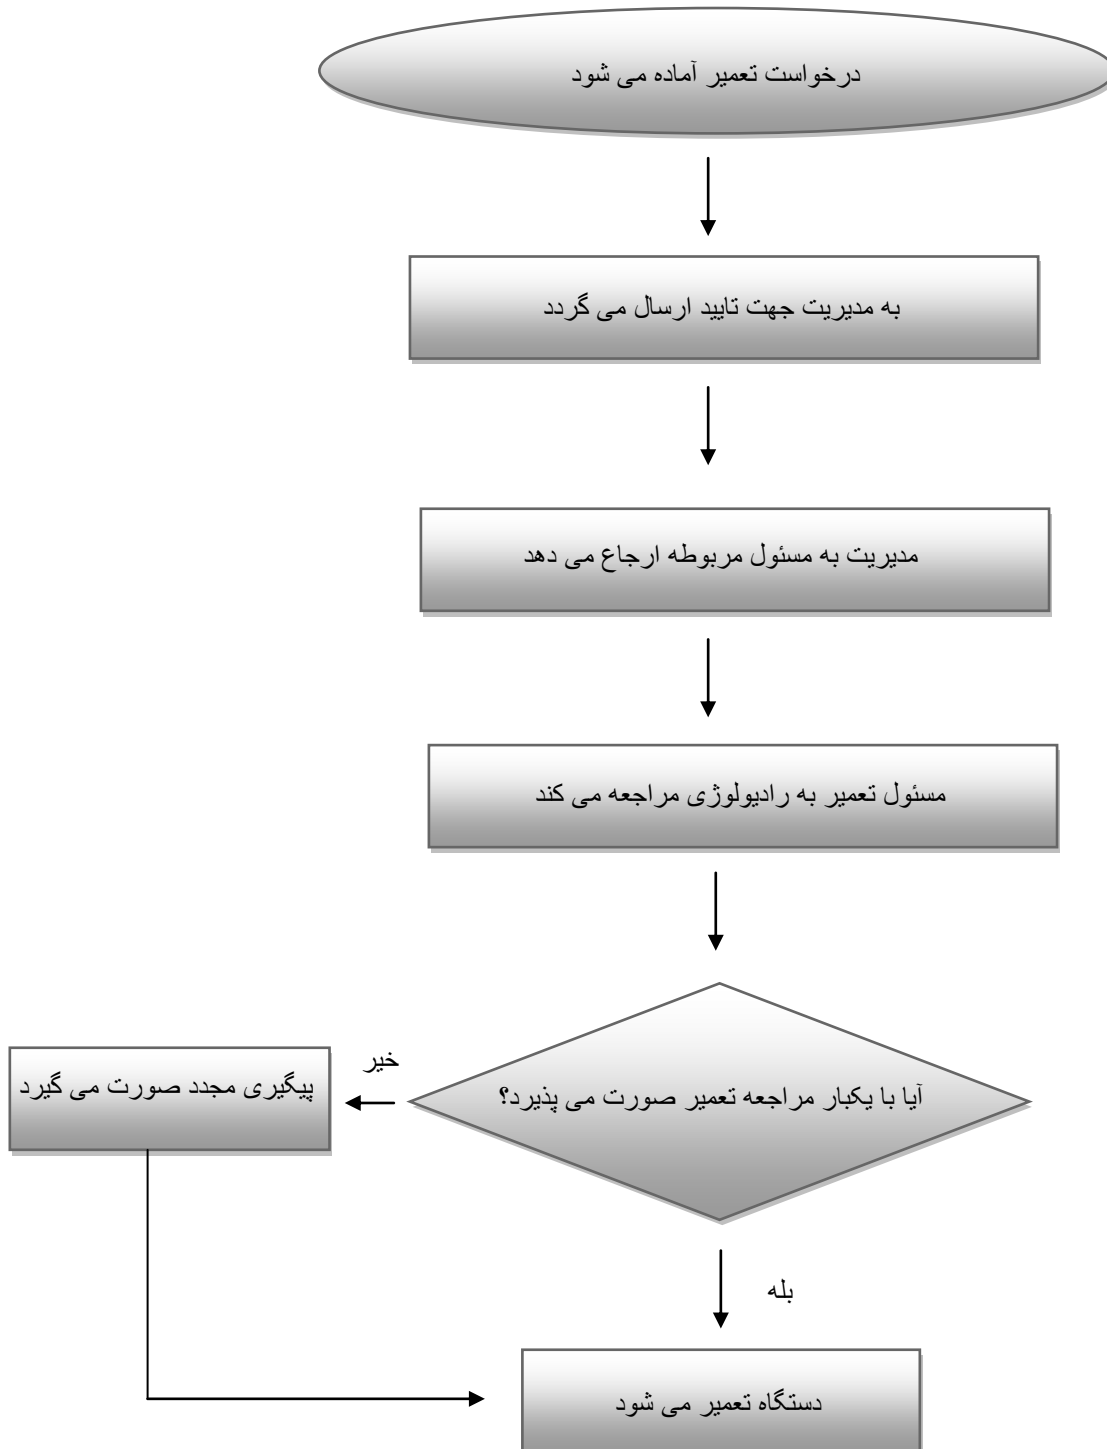 درخواست تعمیر آماده می شود
به مدیریت جهت تایید ارسال می گردد
مدیریت به مسئول مربوطه ارجاع می دهد
مسئول تعمیر به رادیولوژی مراجعه می کند
آیا با یکبار مراجعه تعمیر صورت می پذیرد؟
خیر
پیگیری مجدد صورت می گیرد
بله
دستگاه تعمیر می شود